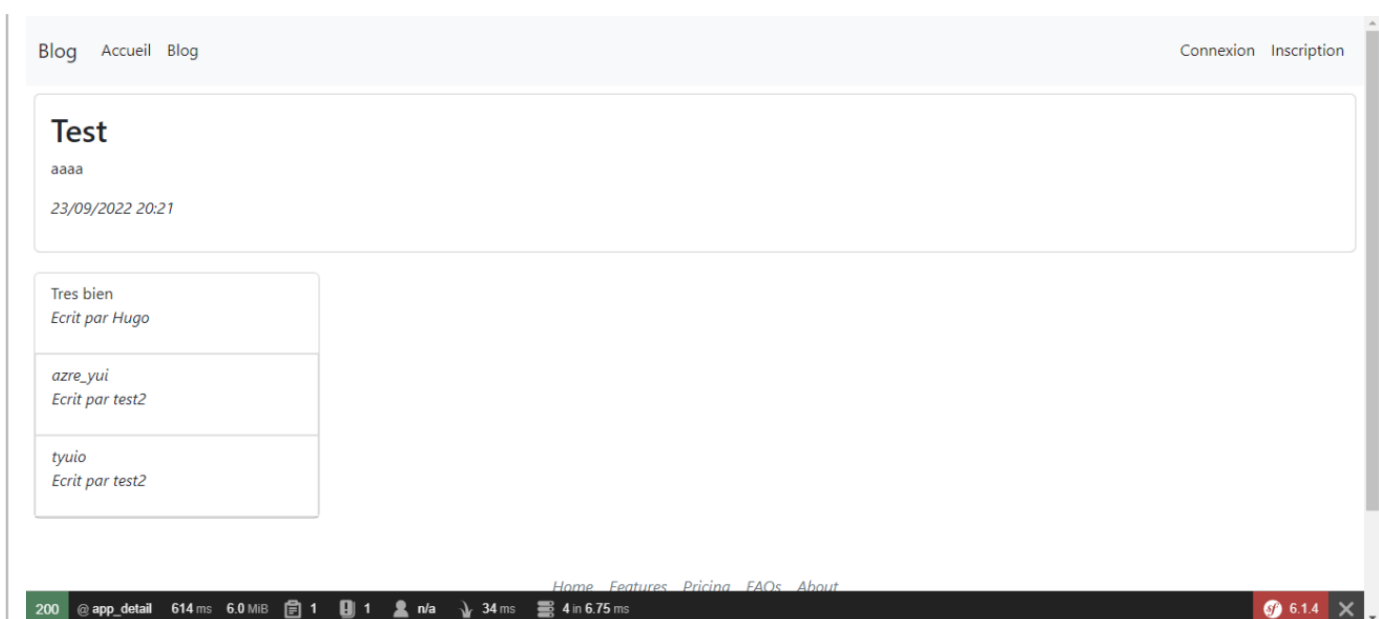 Blog Accueil Blog Connexion Inscription
Test
aaaa
23/09/2022 20:21
Tres bien
Ecrit par Hugo
azre_yui
Ecrit par test2
tyuio
Ecrit par test2
Home Features Pricing FAQs About
200 @ app_detail 614 ms 6.0 MiB 1 1 n/a 34 ms 4 in 6.75 ms sf 6.1.4